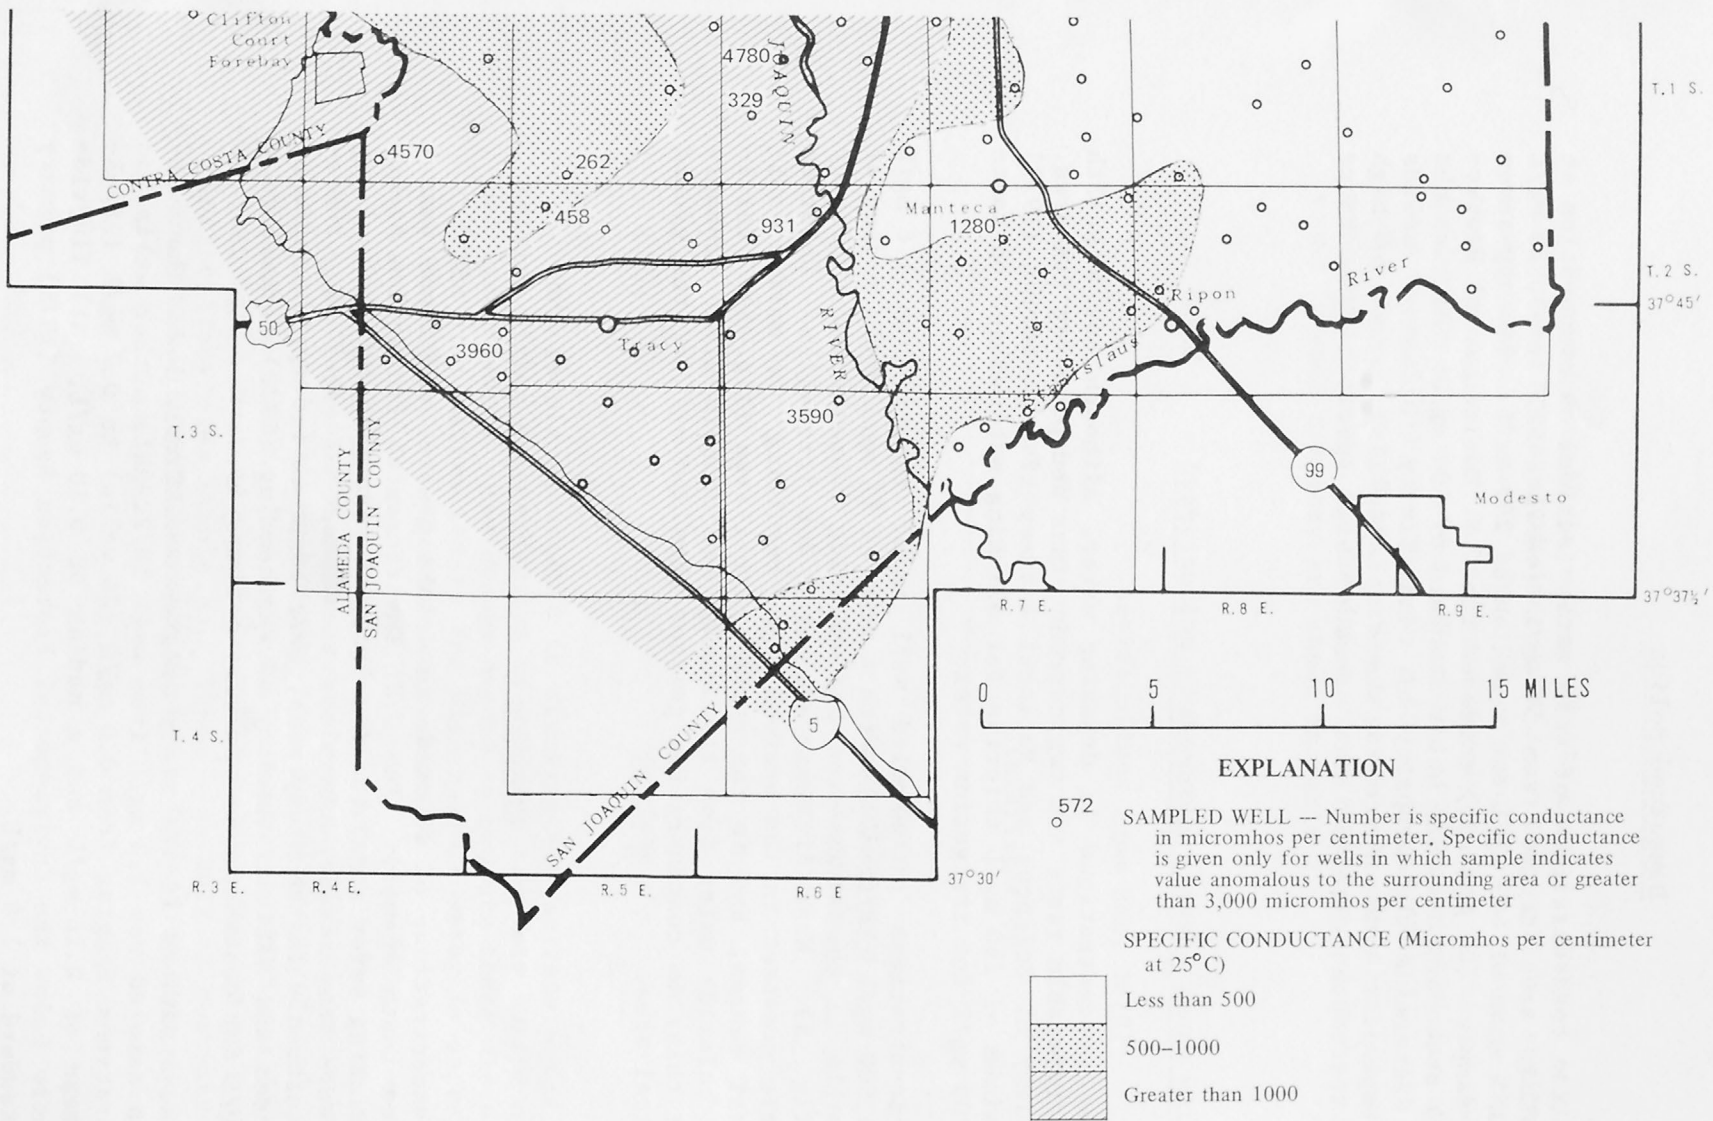 Clifton
Court
Forebay
4780
JOAQUIN
T.1 S.
329
CONTRA COSTA COUNTY
4570
262
458
931
Manteca
1280
River
T.2 S.
37°45′
Ripon
50
3960
Tracy
RIVER
Stanislaus
3590
T.3 S.
ALAMEDA COUNTY
SAN JOAQUIN COUNTY
99
Modesto
R.7 E.
R.8 E.
R.9 E.
37°37½′
0 5 10 15 MILES
T.4 S.
5
SAN JOAQUIN COUNTY
R.3 E.
R.4 E.
R.5 E.
R.6 E
37°30′
EXPLANATION
572
SAMPLED WELL — Number is specific conductance
in micromhos per centimeter. Specific conductance
is given only for wells in which sample indicates
value anomalous to the surrounding area or greater
than 3,000 micromhos per centimeter
SPECIFIC CONDUCTANCE (Micromhos per centimeter
at 25°C)
Less than 500
500–1000
Greater than 1000